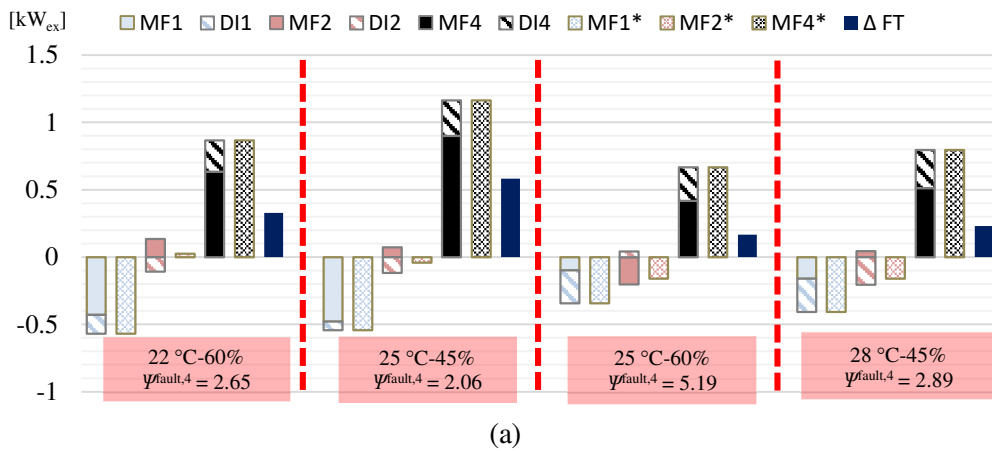 [kWex] MF1 DI1 MF2 DI2 MF4 DI4 MF1* MF2* MF4* Δ FT
1.5
1
0.5
0
-0.5
-1
22 °C-60%
Ψfault,4 = 2.65
25 °C-45%
Ψfault,4 = 2.06
25 °C-60%
Ψfault,4 = 5.19
28 °C-45%
Ψfault,4 = 2.89
(a)